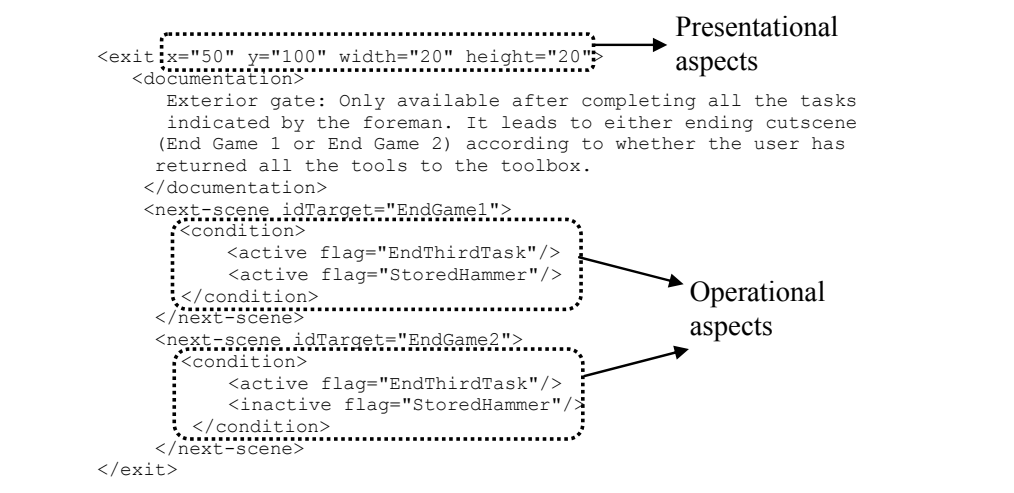 <exit x="50" y="100" width="20" height="20">
<documentation>
Exterior gate: Only available after completing all the tasks
indicated by the foreman. It leads to either ending cutscene
(End Game 1 or End Game 2) according to whether the user has
returned all the tools to the toolbox.
</documentation>
<next-scene idTarget="EndGame1">
<condition>
<active flag="EndThirdTask"/>
<active flag="StoredHammer"/>
</condition>
</next-scene>
<next-scene idTarget="EndGame2">
<condition>
<active flag="EndThirdTask"/>
<inactive flag="StoredHammer"/>
</condition>
</next-scene>
</exit>
Presentational
aspects
Operational
aspects